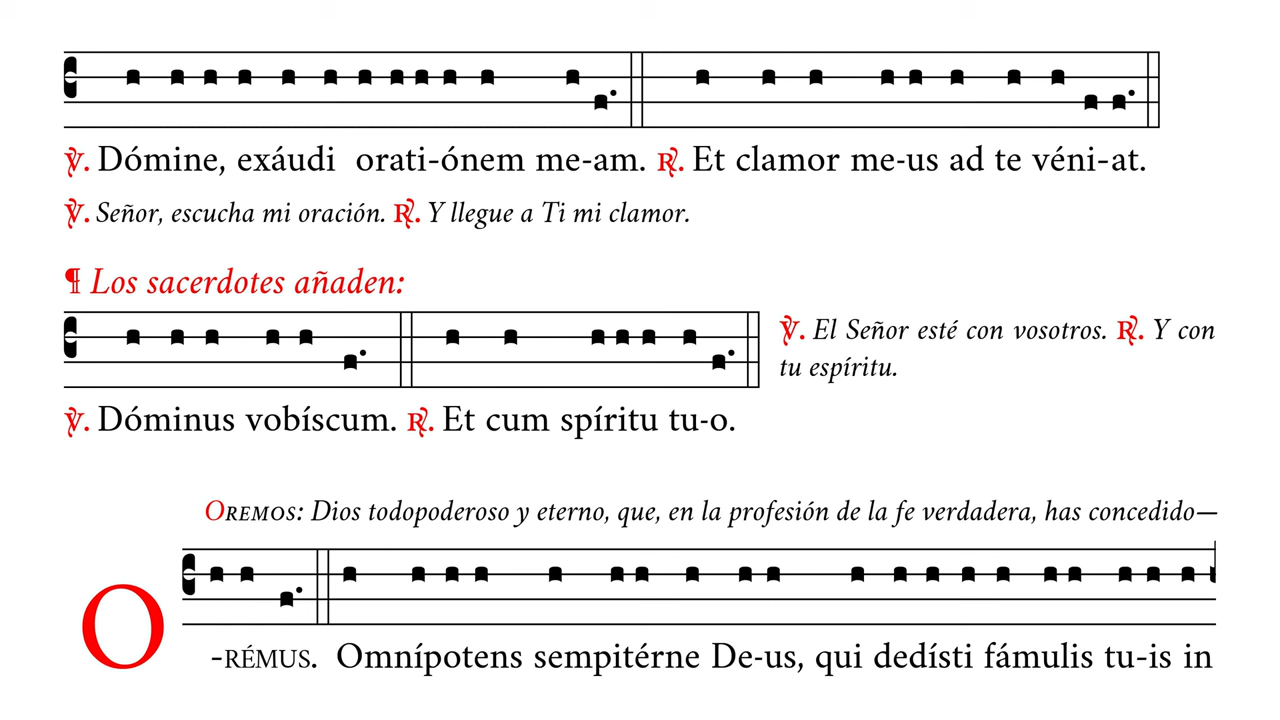 ℣. Dómine, exáudi orati-ónem me-am. ℟. Et clamor me-us ad te véni-at.
℣. Señor, escucha mi oración. ℟. Y llegue a Ti mi clamor.
¶ Los sacerdotes añaden:
℣. El Señor esté con vosotros. ℟. Y con
tu espíritu.
℣. Dóminus vobíscum. ℟. Et cum spíritu tu-o.
Oremos: Dios todopoderoso y eterno, que, en la profesión de la fe verdadera, has concedido—
O-RÉMUS. Omnípotens sempitérne De-us, qui dedísti fámulis tu-is in